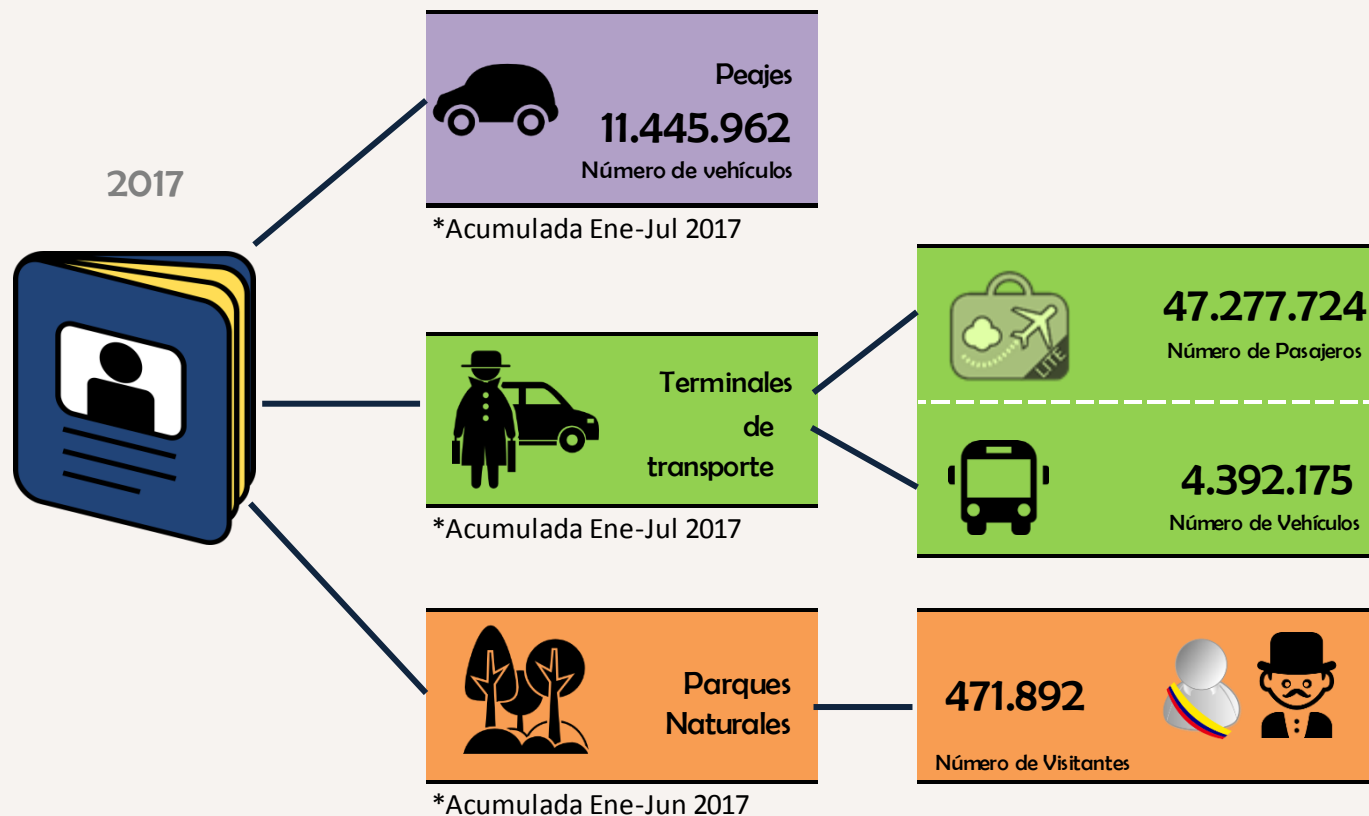 2017
Peajes
11.445.962
Número de vehículos
*Acumulada Ene-Jul 2017
Terminales
de
transporte
*Acumulada Ene-Jul 2017
47.277.724
Número de Pasajeros
LITE
4.392.175
Número de Vehículos
Parques
Naturales
*Acumulada Ene-Jun 2017
471.892
Número de Visitantes